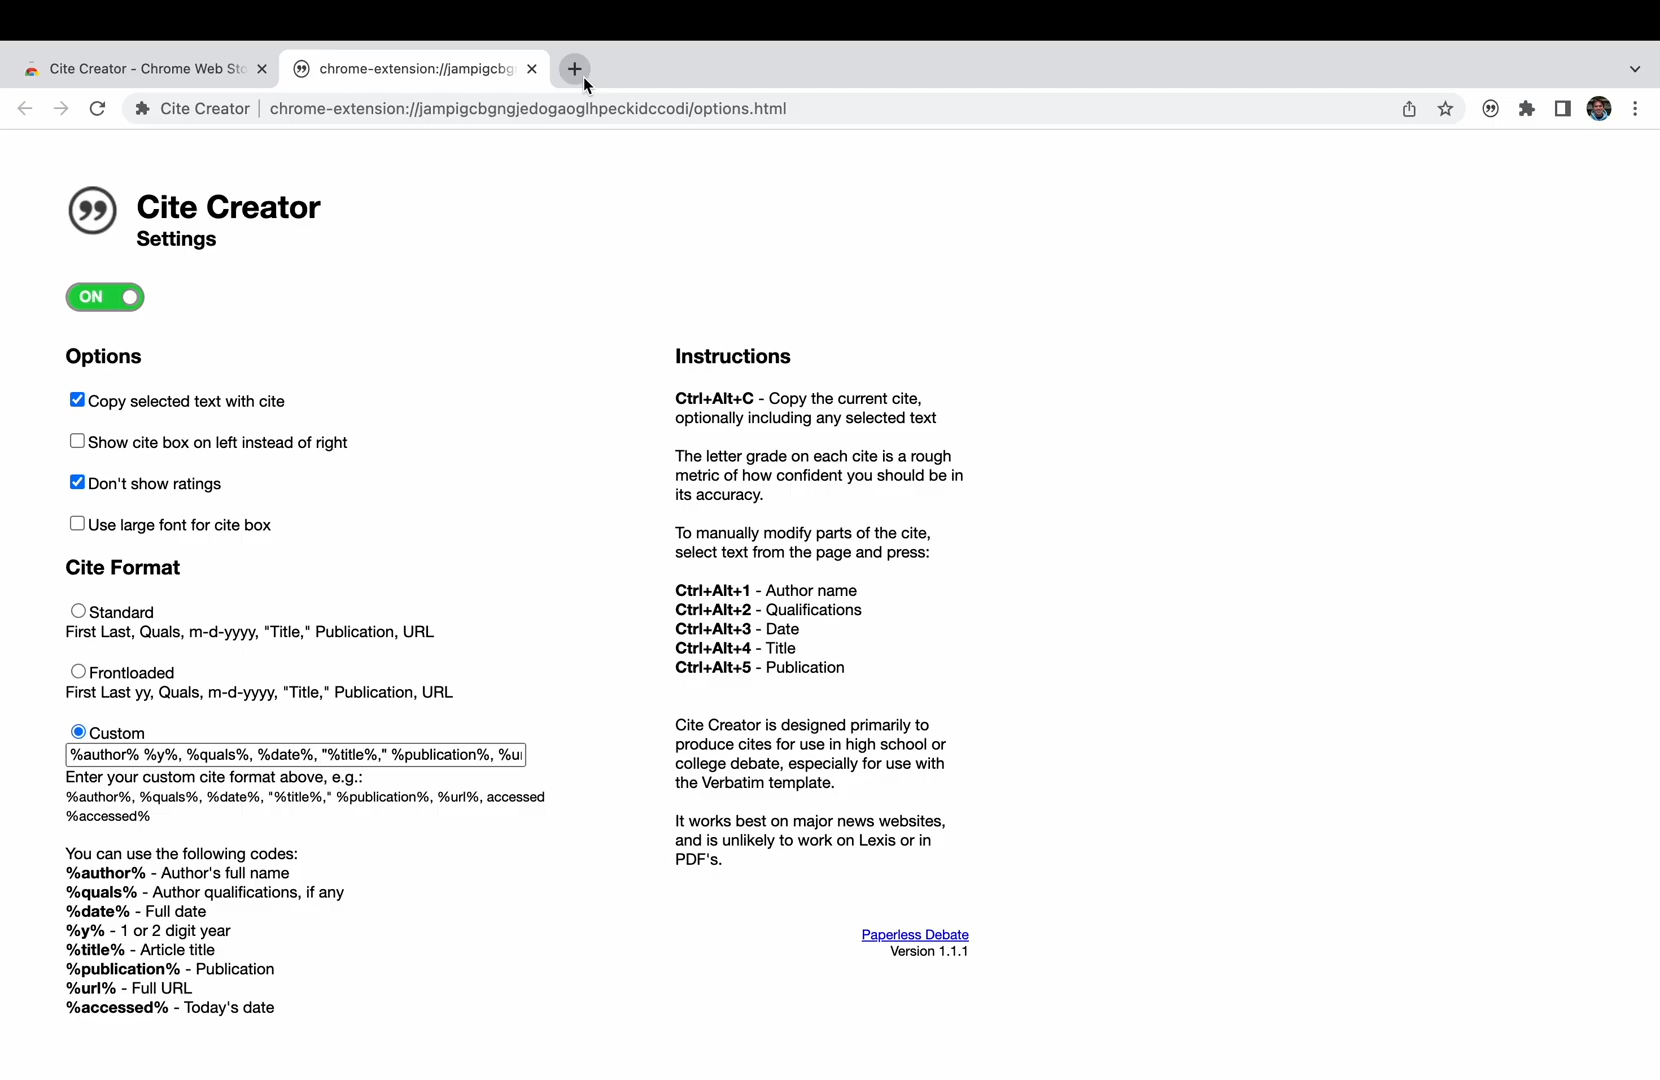 Cite Creator - Chrome Web Sto
chrome-extension://jampigcbg
Cite Creator
chrome-extension://jampigcbgngjedogaoglhpeckidccodi/options.html
Cite Creator
Settings
ON
Options
Copy selected text with cite
Show cite box on left instead of right
Don't show ratings
Use large font for cite box
Cite Format
Standard
First Last, Quals, m-d-yyyy, "Title," Publication, URL
Frontloaded
First Last yy, Quals, m-d-yyyy, "Title," Publication, URL
Custom
%author% %y%, %quals%, %date%, "%title%," %publication%, %u
Enter your custom cite format above, e.g.:
%author%, %quals%, %date%, "%title%," %publication%, %url%, accessed
%accessed%
You can use the following codes:
%author% - Author's full name
%quals% - Author qualifications, if any
%date% - Full date
%y% - 1 or 2 digit year
%title% - Article title
%publication% - Publication
%url% - Full URL
%accessed% - Today's date
Instructions
Ctrl+Alt+C - Copy the current cite,
optionally including any selected text
The letter grade on each cite is a rough
metric of how confident you should be in
its accuracy.
To manually modify parts of the cite,
select text from the page and press:
Ctrl+Alt+1 - Author name
Ctrl+Alt+2 - Qualifications
Ctrl+Alt+3 - Date
Ctrl+Alt+4 - Title
Ctrl+Alt+5 - Publication
Cite Creator is designed primarily to
produce cites for use in high school or
college debate, especially for use with
the Verbatim template.
It works best on major news websites,
and is unlikely to work on Lexis or in
PDF's.
Paperless Debate
Version 1.1.1